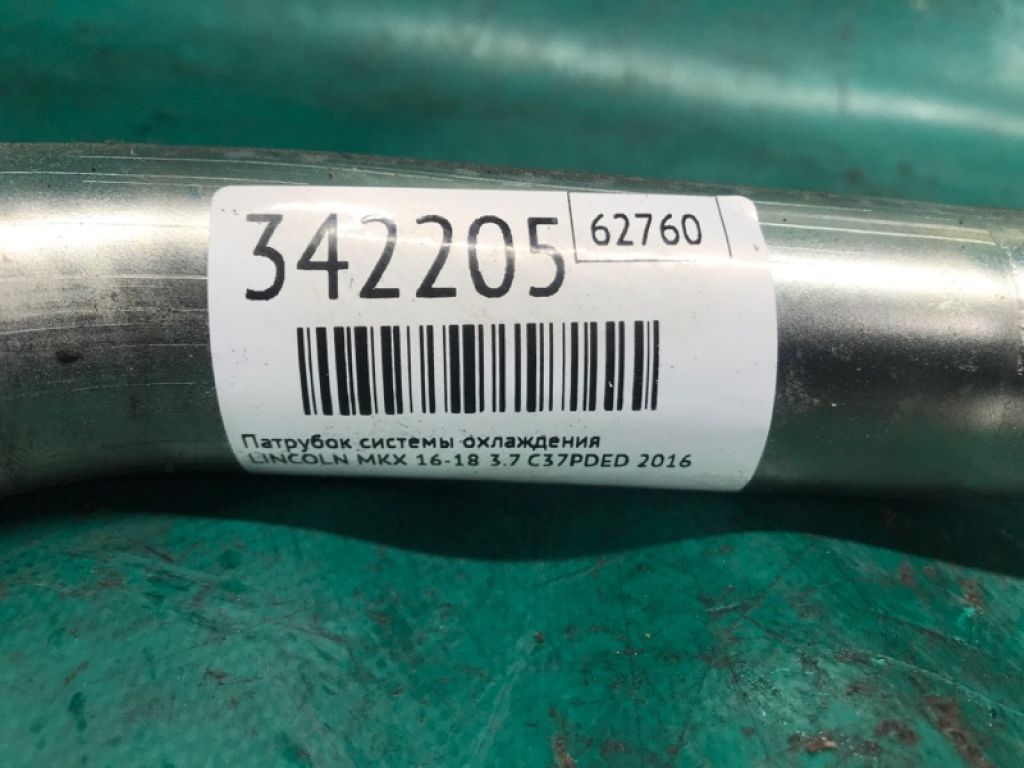 342205
62760
Патрубок системы охлаждения
LINCOLN MKX 16-18 3.7 C37PDED 2016